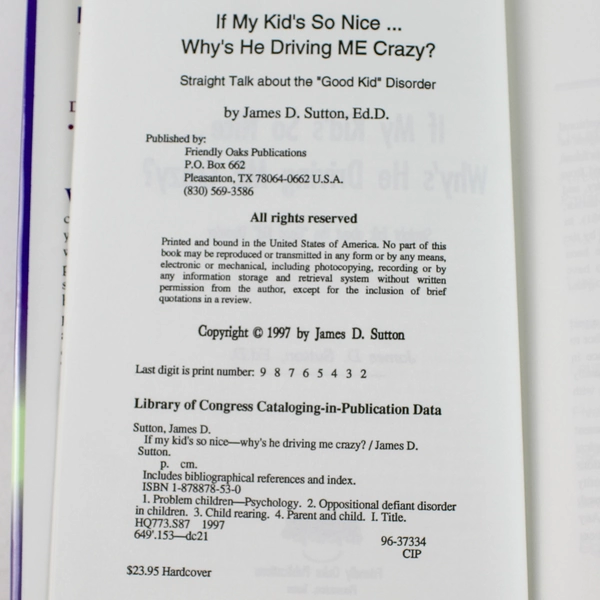 If My Kid's So Nice ...
Why's He Driving ME Crazy?
Straight Talk about the "Good Kid" Disorder
by James D. Sutton, Ed.D.
Published by:
Friendly Oaks Publications
P.O. Box 662
Pleasanton, TX 78064-0662 U.S.A.
(830) 569-3586
All rights reserved
Printed and bound in the United States of America. No part of this
book may be reproduced or transmitted in any form or by any means,
electronic or mechanical, including photocopying, recording or by
any information storage and retrieval system without written
permission from the author, except for the inclusion of brief
quotations in a review.
Copyright © 1997 by James D. Sutton
Last digit is print number: 9 8 7 6 5 4 3 2
Library of Congress Cataloging-in-Publication Data
Sutton, James D.
If my kid's so nice—why's he driving me crazy? / James D.
Sutton.
p. cm.
Includes bibliographical references and index.
ISBN 1-878878-53-0
1. Problem children—Psychology. 2. Oppositional defiant disorder
in children. 3. Child rearing. 4. Parent and child. I. Title.
HQ773.S87 1997
649'.153—dc21
96-37334
CIP
$23.95 Hardcover